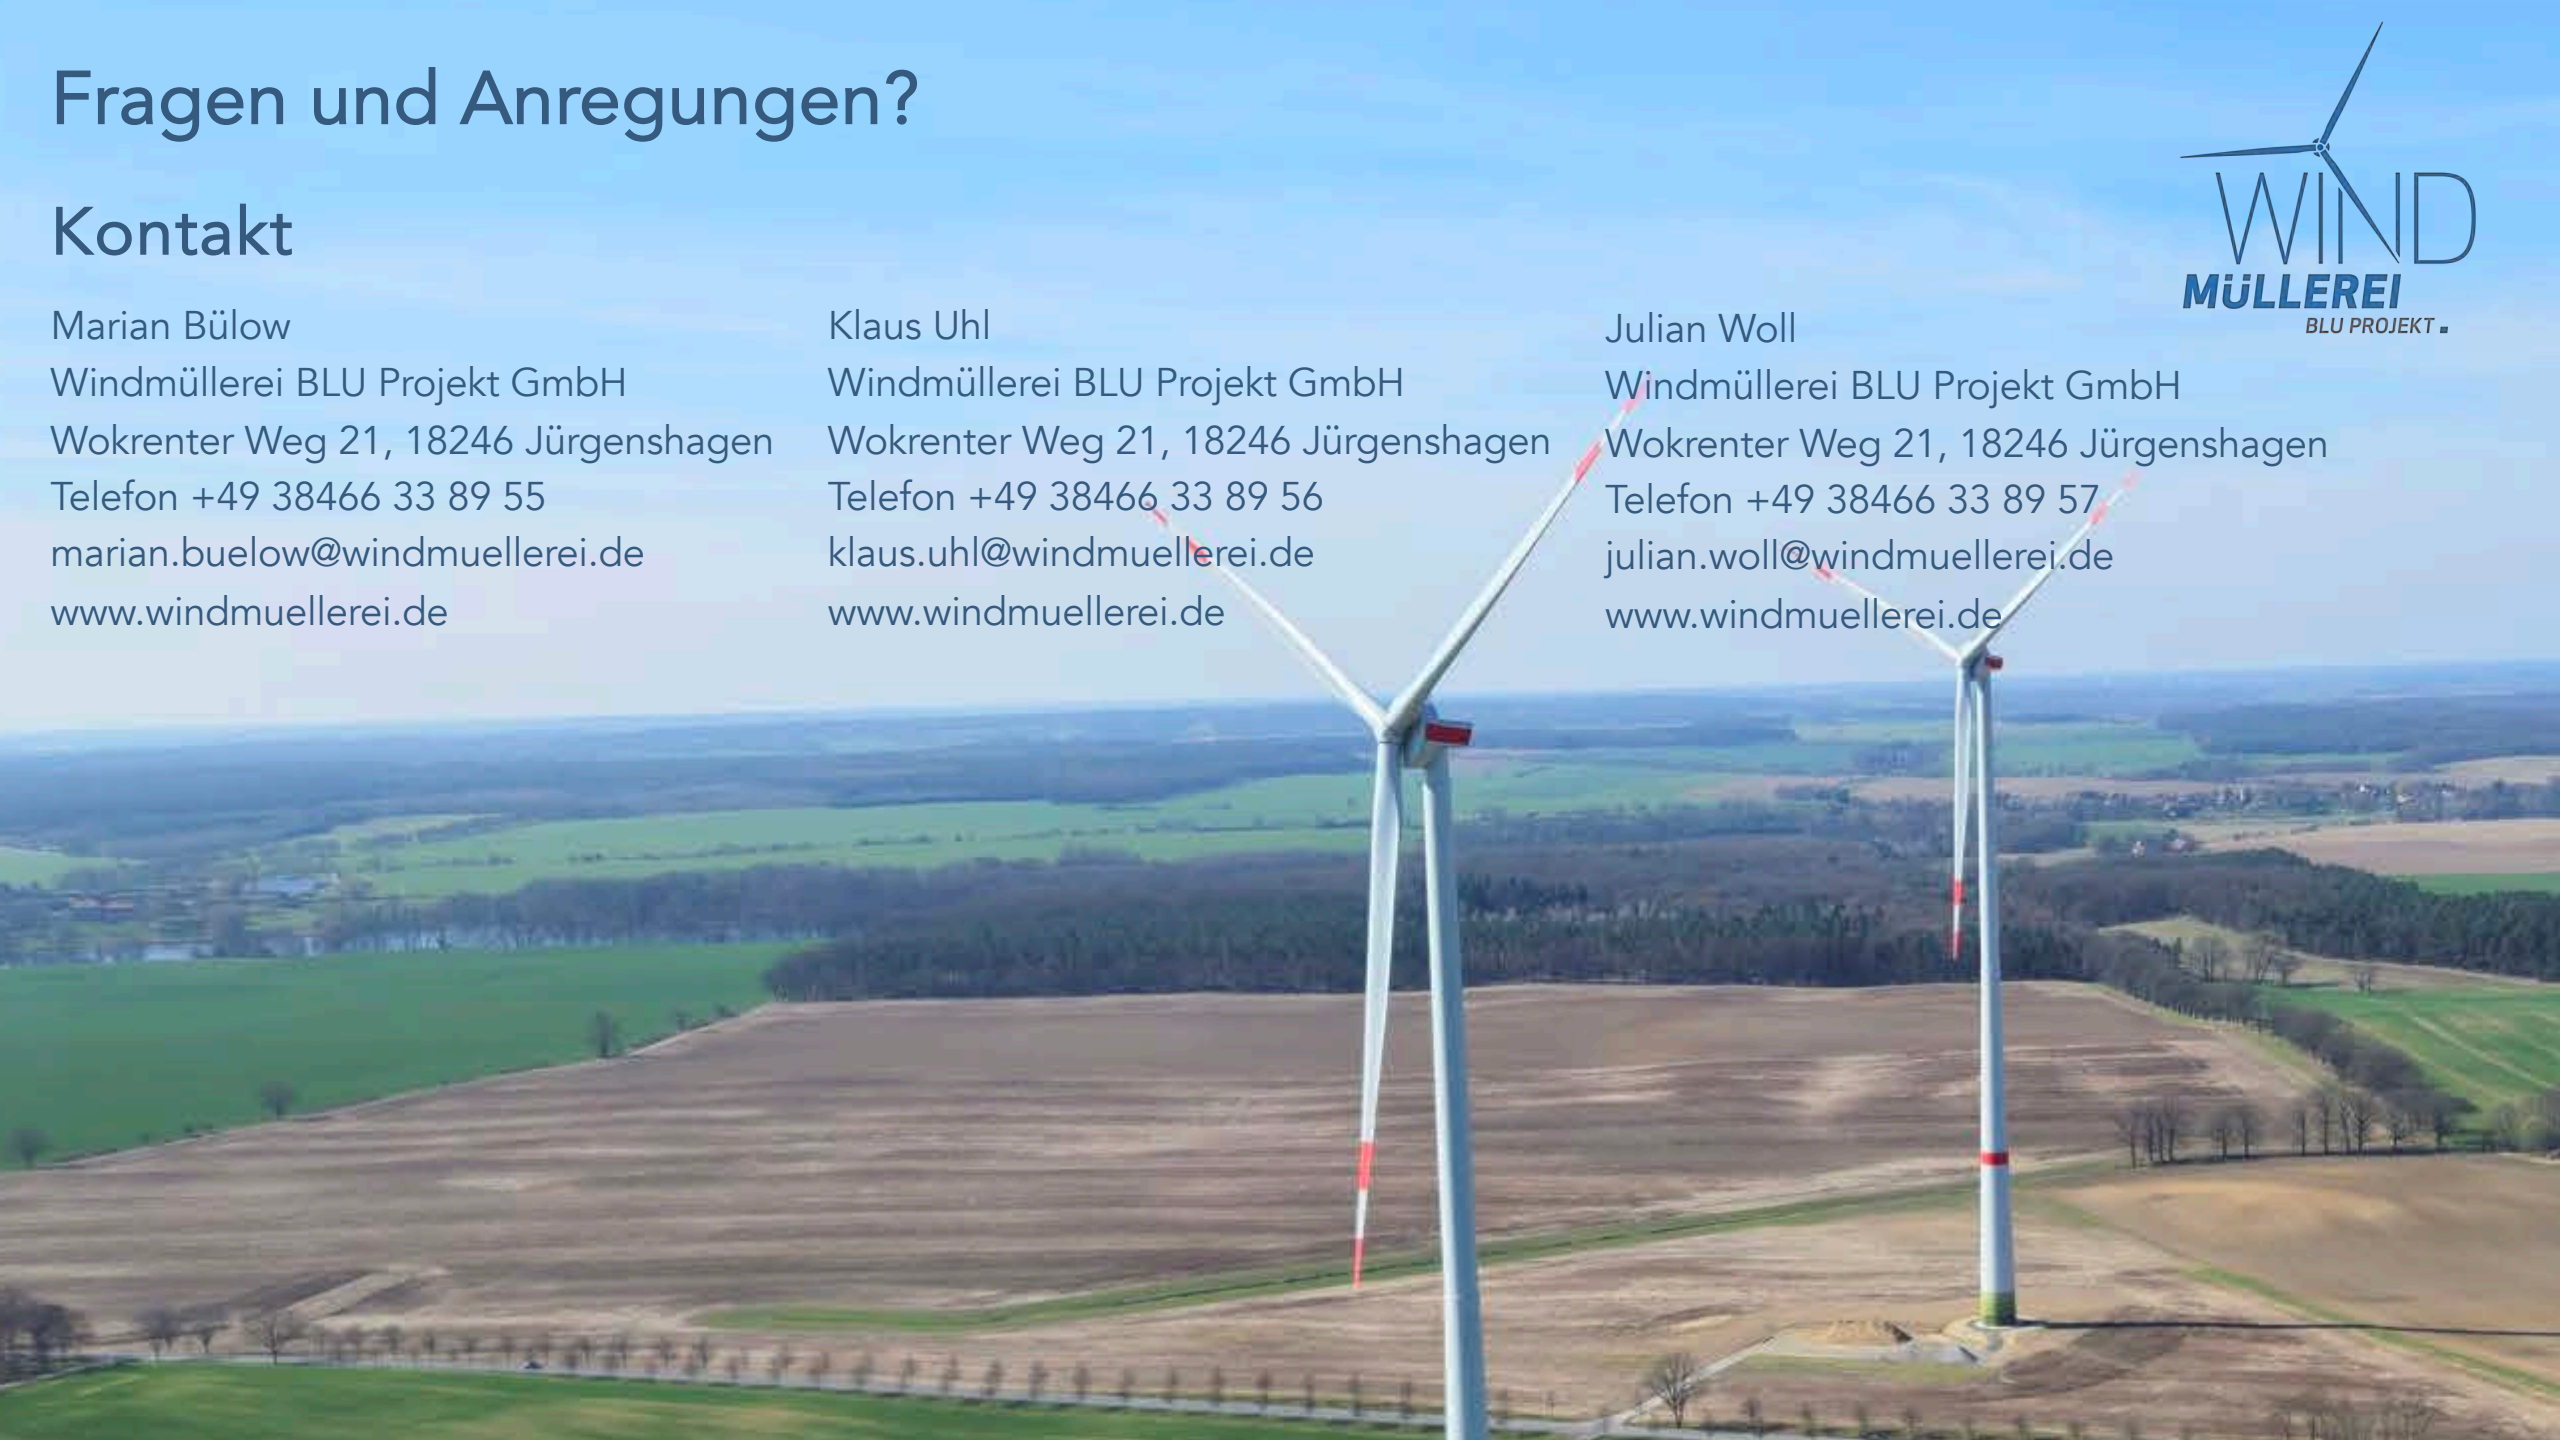 Fragen und Anregungen?
Kontakt
Marian Bülow
Windmüllerei BLU Projekt GmbH
Wokrenter Weg 21, 18246 Jürgenshagen
Telefon +49 38466 33 89 55
marian.buelow@windmuellerei.de
www.windmuellerei.de
Klaus Uhl
Windmüllerei BLU Projekt GmbH
Wokrenter Weg 21, 18246 Jürgenshagen
Telefon +49 38466 33 89 56
klaus.uhl@windmuellerei.de
www.windmuellerei.de
Julian Woll
Windmüllerei BLU Projekt GmbH
Wokrenter Weg 21, 18246 Jürgenshagen
Telefon +49 38466 33 89 57
julian.woll@windmuellerei.de
www.windmuellerei.de
WIND
MÜLLEREI
BLU PROJEKT.